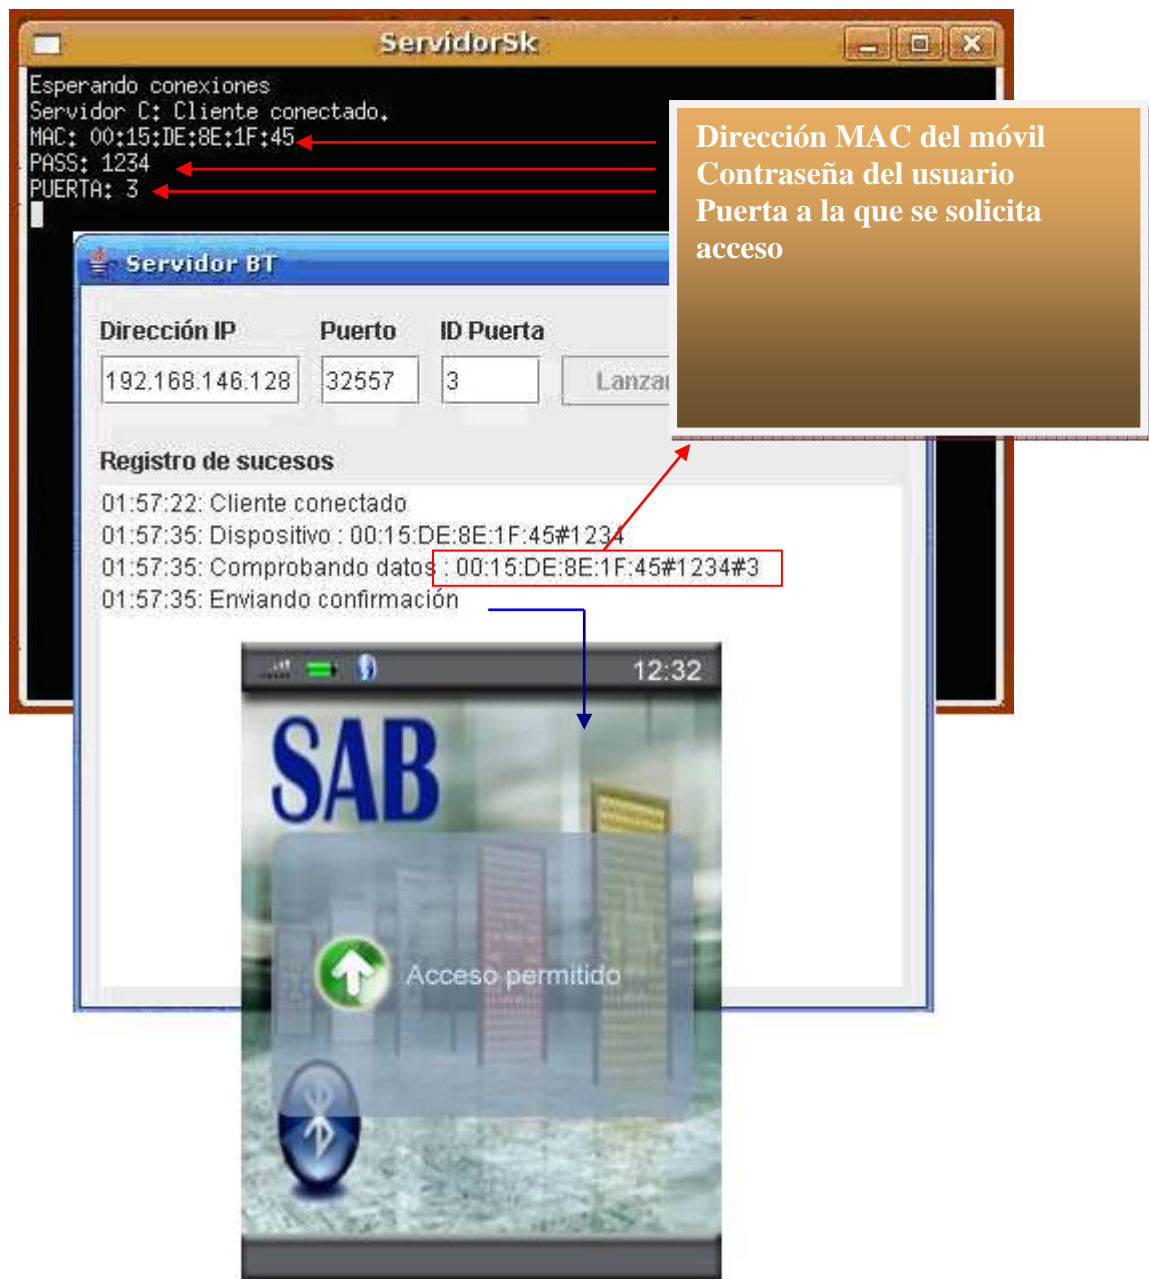 ServidorSk
Esperando conexiones
Servidor C: Cliente conectado.
MAC: 00:15:DE:8E:1F:45
PASS: 1234
PUERTA: 3
Dirección MAC del móvil
Contraseña del usuario
Puerta a la que se solicita
acceso
Servidor BT
Dirección IP Puerto ID Puerta
192.168.146.128 32557 3 Lanzar
Registro de sucesos
01:57:22: Cliente conectado
01:57:35: Dispositivo : 00:15:DE:8E:1F:45#1234
01:57:35: Comprobando datos : 00:15:DE:8E:1F:45#1234#3
01:57:35: Enviando confirmación
12:32
SAB
Acceso permitido